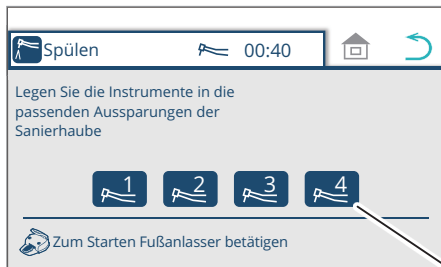 Spülen 00:40
Legen Sie die Instrumente in die
passenden Aussparungen der
Sanierhaube
1 2 3 4
Zum Starten Fußanlasser betätigen